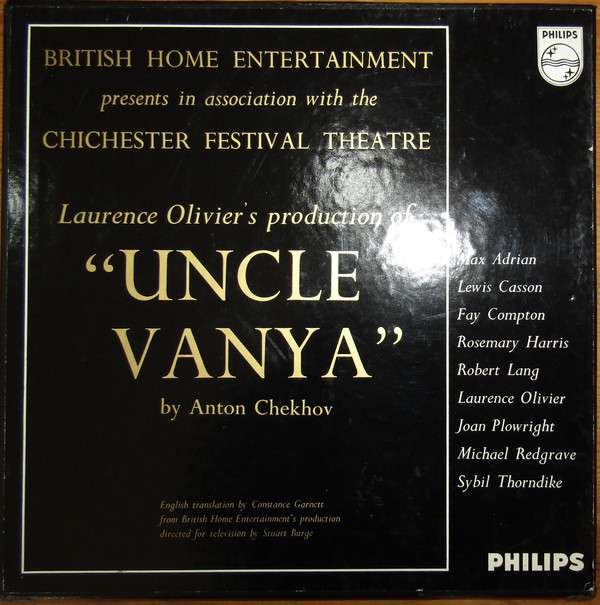 BRITISH HOME ENTERTAINMENT
presents in association with the
CHICHESTER FESTIVAL THEATRE
Laurence Olivier's production of
"UNCLE
VANYA"
by Anton Chekhov
English translation by Constance Garnett
from British Home Entertainment's production
directed for television by Stuart Burge
PHILIPS
Max Adrian
Lewis Casson
Fay Compton
Rosemary Harris
Robert Lang
Laurence Olivier
Joan Plowright
Michael Redgrave
Sybil Thorndike
PHILIPS